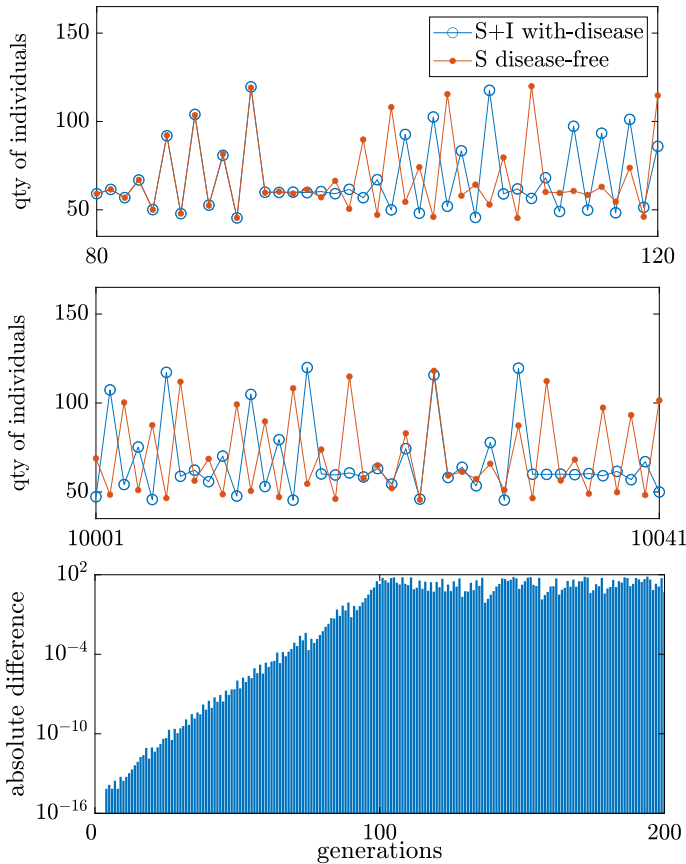 150
100
50
qty of individuals
S+I with-disease
S disease-free
80
120
150
100
50
qty of individuals
10001
10041
10^2
10^-4
10^-10
10^-16
absolute difference
0
100
200
generations